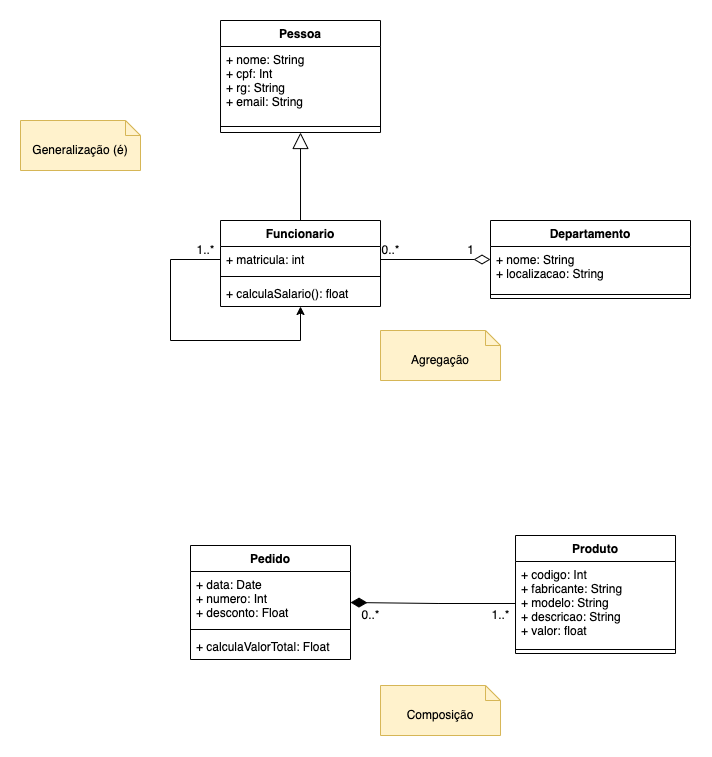 Pessoa
+ nome: String
+ cpf: Int
+ rg: String
+ email: String
Generalização (é)
Funcionario
+ matricula: int
+ calculaSalario(): float
1..*
0..*
1
Departamento
+ nome: String
+ localizacao: String
Agregação
Pedido
+ data: Date
+ numero: Int
+ desconto: Float
+ calculaValorTotal: Float
0..*
1..*
Produto
+ codigo: Int
+ fabricante: String
+ modelo: String
+ descricao: String
+ valor: float
Composição